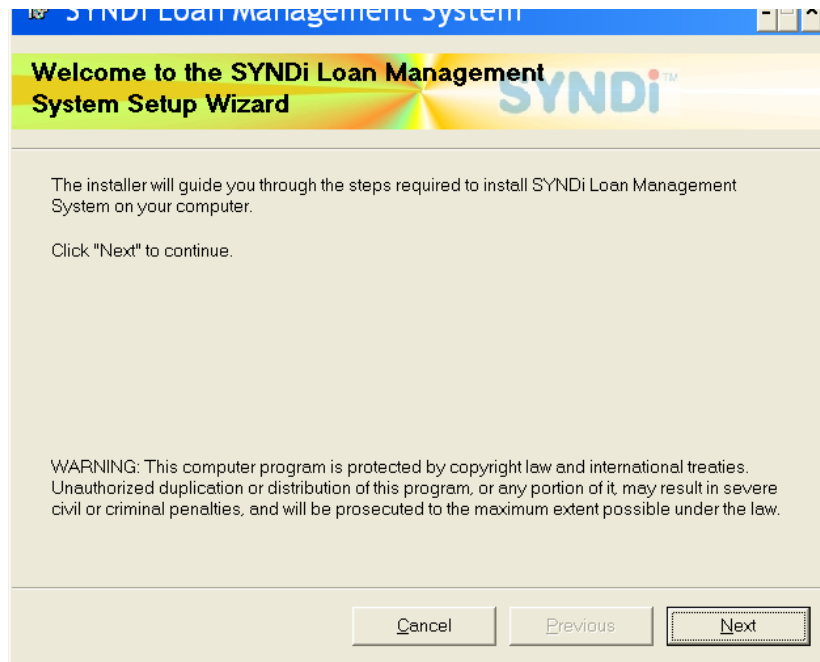 SYNDi Loan Management System
Welcome to the SYNDi Loan Management
System Setup Wizard
SYNDi™
The installer will guide you through the steps required to install SYNDi Loan Management
System on your computer.
Click "Next" to continue.
WARNING: This computer program is protected by copyright law and international treaties.
Unauthorized duplication or distribution of this program, or any portion of it, may result in severe
civil or criminal penalties, and will be prosecuted to the maximum extent possible under the law.
Cancel Previous Next